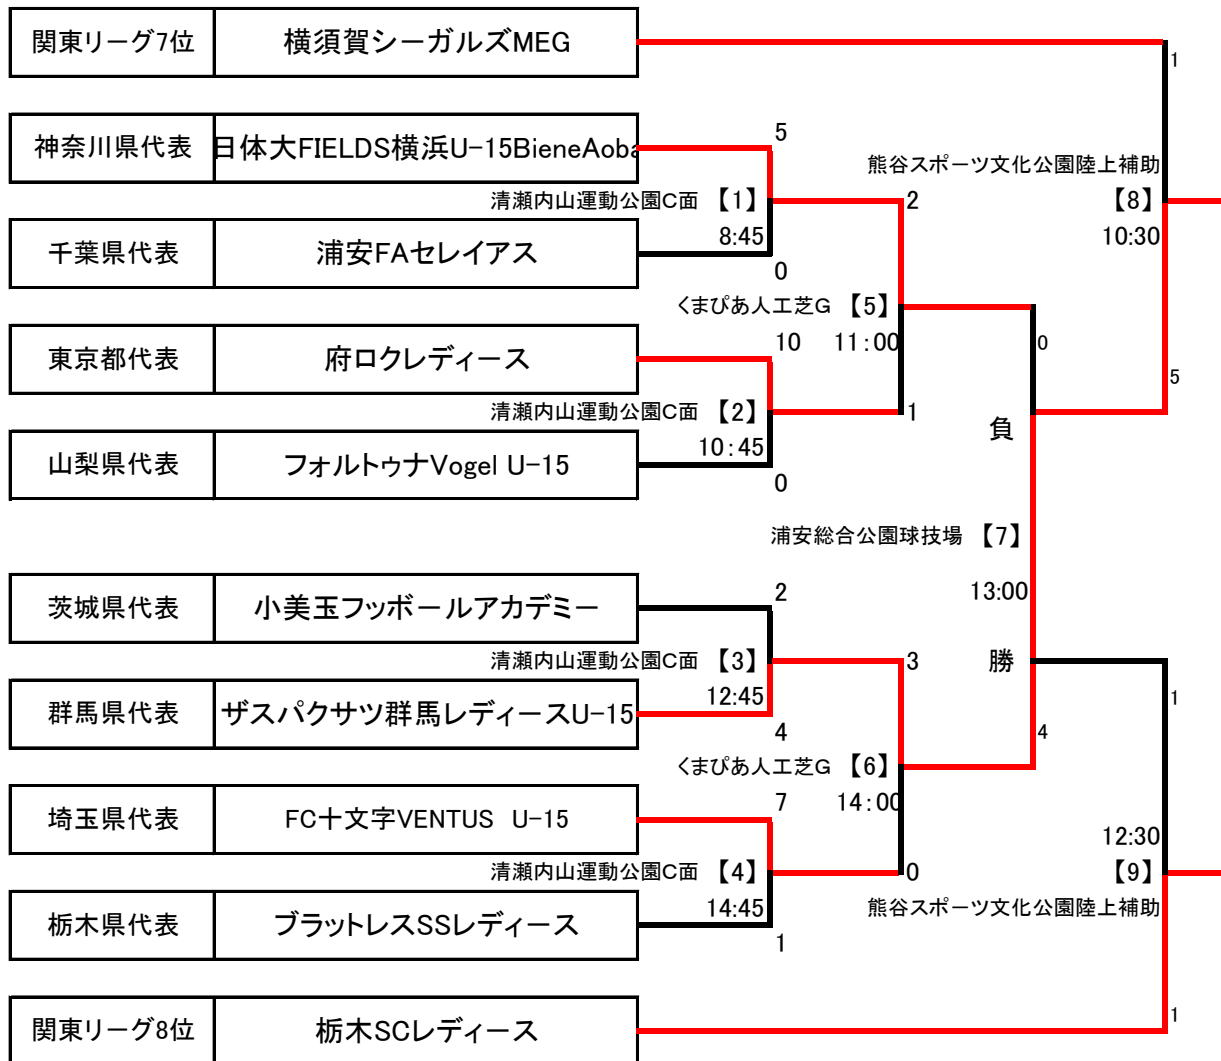 関東リーグ7位 横須賀シーガルズMEG
1
神奈川県代表 日体大FIELDS横浜U-15BieneAoba
5
熊谷スポーツ文化公園陸上補助
清瀬内山運動公園C面 【1】
2
【8】
8:45
10:30
千葉県代表 浦安FAセレイアス
0
くまぴあ人工芝G 【5】
10 11:00
0
東京都代表 府ロクレディース
5
清瀬内山運動公園C面 【2】
1
負
10:45
山梨県代表 フォルトゥナVogel U-15
0
浦安総合公園球技場 【7】
13:00
茨城県代表 小美玉フッボールアカデミー
2
清瀬内山運動公園C面 【3】
3
勝
12:45
1
群馬県代表 ザスパクサツ群馬レディースU-15
4
4
くまぴあ人工芝G 【6】
7 14:00
埼玉県代表 FC十文字VENTUS U-15
12:30
清瀬内山運動公園C面 【4】
0
【9】
14:45
熊谷スポーツ文化公園陸上補助
栃木県代表 ブラットレスSSレディース
1
関東リーグ8位 栃木SCレディース
1